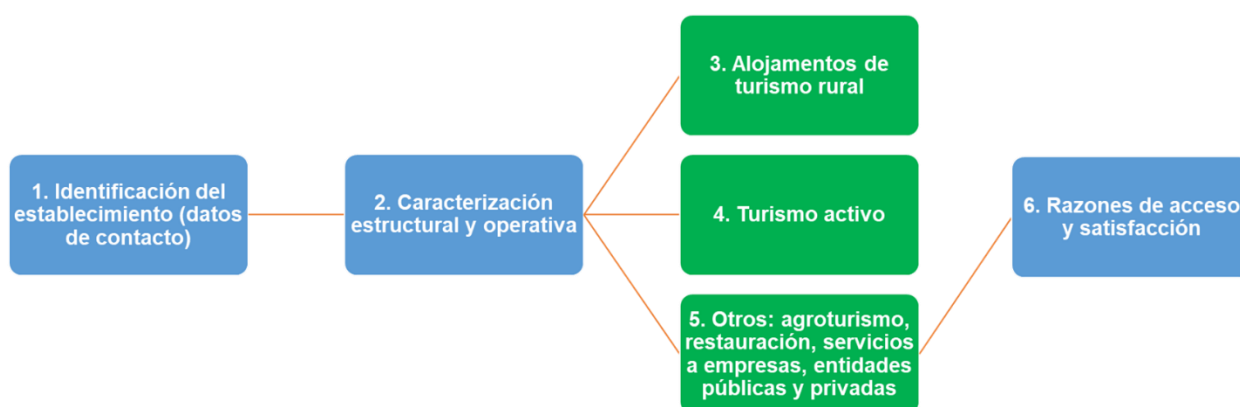 1. Identificación del
establecimiento (datos
de contacto)
2. Caracterización
estructural y operativa
3. Alojamentos de
turismo rural
4. Turismo activo
5. Otros: agroturismo,
restauración, servicios
a empresas, entidades
públicas y privadas
6. Razones de acceso
y satisfacción